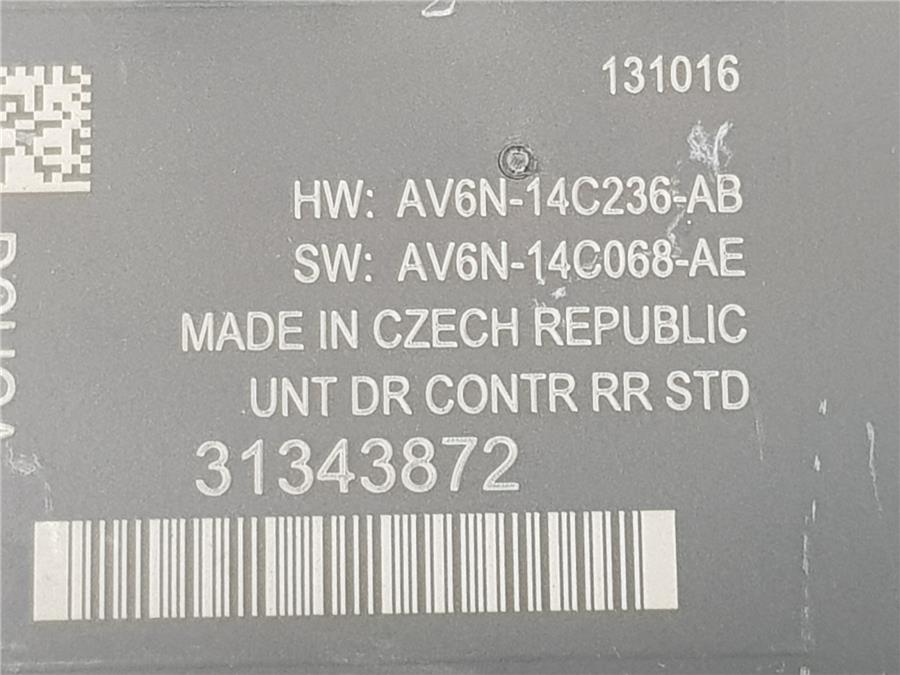 131016
HW: AV6N-14C236-AB
SW: AV6N-14C068-AE
MADE IN CZECH REPUBLIC
UNT DR CONTR RR STD
31343872